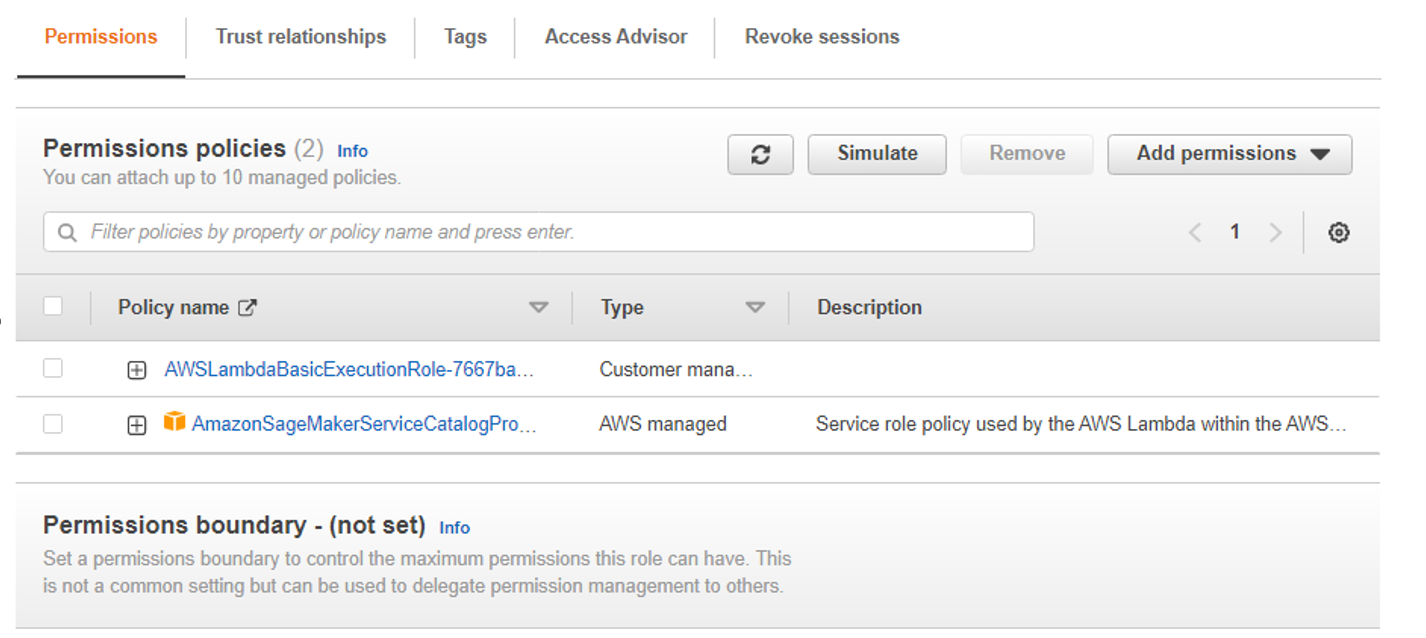 Permissions Trust relationships Tags Access Advisor Revoke sessions
Permissions policies (2) Info
You can attach up to 10 managed policies.
Simulate Remove Add permissions
Filter policies by property or policy name and press enter.
1
Policy name Type Description
AWSLambdaBasicExecutionRole-7667ba... Customer mana...
AmazonSageMakerServiceCatalogPro... AWS managed Service role policy used by the AWS Lambda within the AWS...
Permissions boundary - (not set) Info
Set a permissions boundary to control the maximum permissions this role can have. This
is not a common setting but can be used to delegate permission management to others.